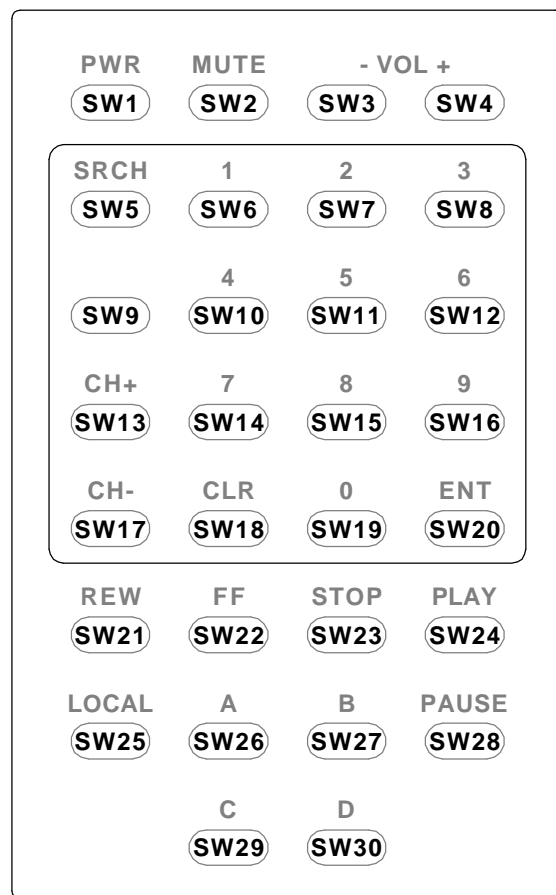 PWR MUTE - VOL +
SW1 SW2 SW3 SW4
SRCH 1 2 3
SW5 SW6 SW7 SW8
4 5 6
SW9 SW10 SW11 SW12
CH+ 7 8 9
SW13 SW14 SW15 SW16
CH- CLR 0 ENT
SW17 SW18 SW19 SW20
REW FF STOP PLAY
SW21 SW22 SW23 SW24
LOCAL A B PAUSE
SW25 SW26 SW27 SW28
C D
SW29 SW30